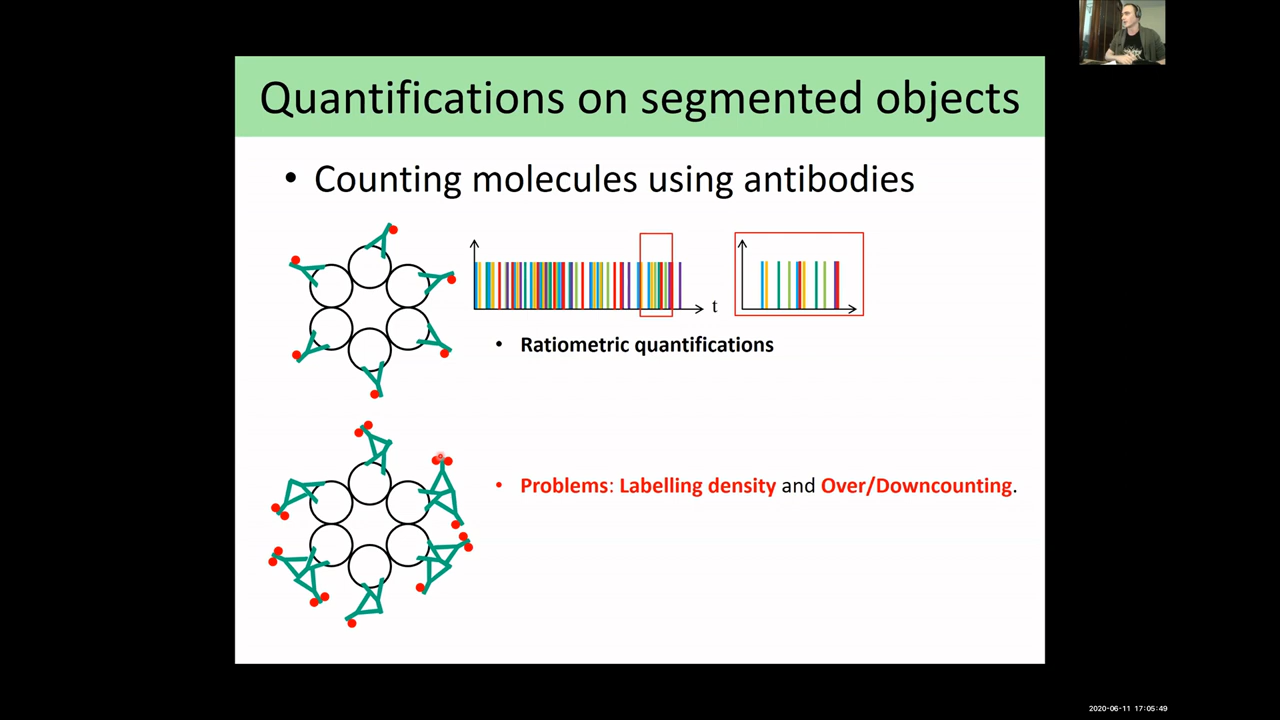 Quantifications on segmented objects
• Counting molecules using antibodies
t
• Ratiometric quantifications
• Problems: Labelling density and Over/Downcounting.
2020-06-11 17:05:49